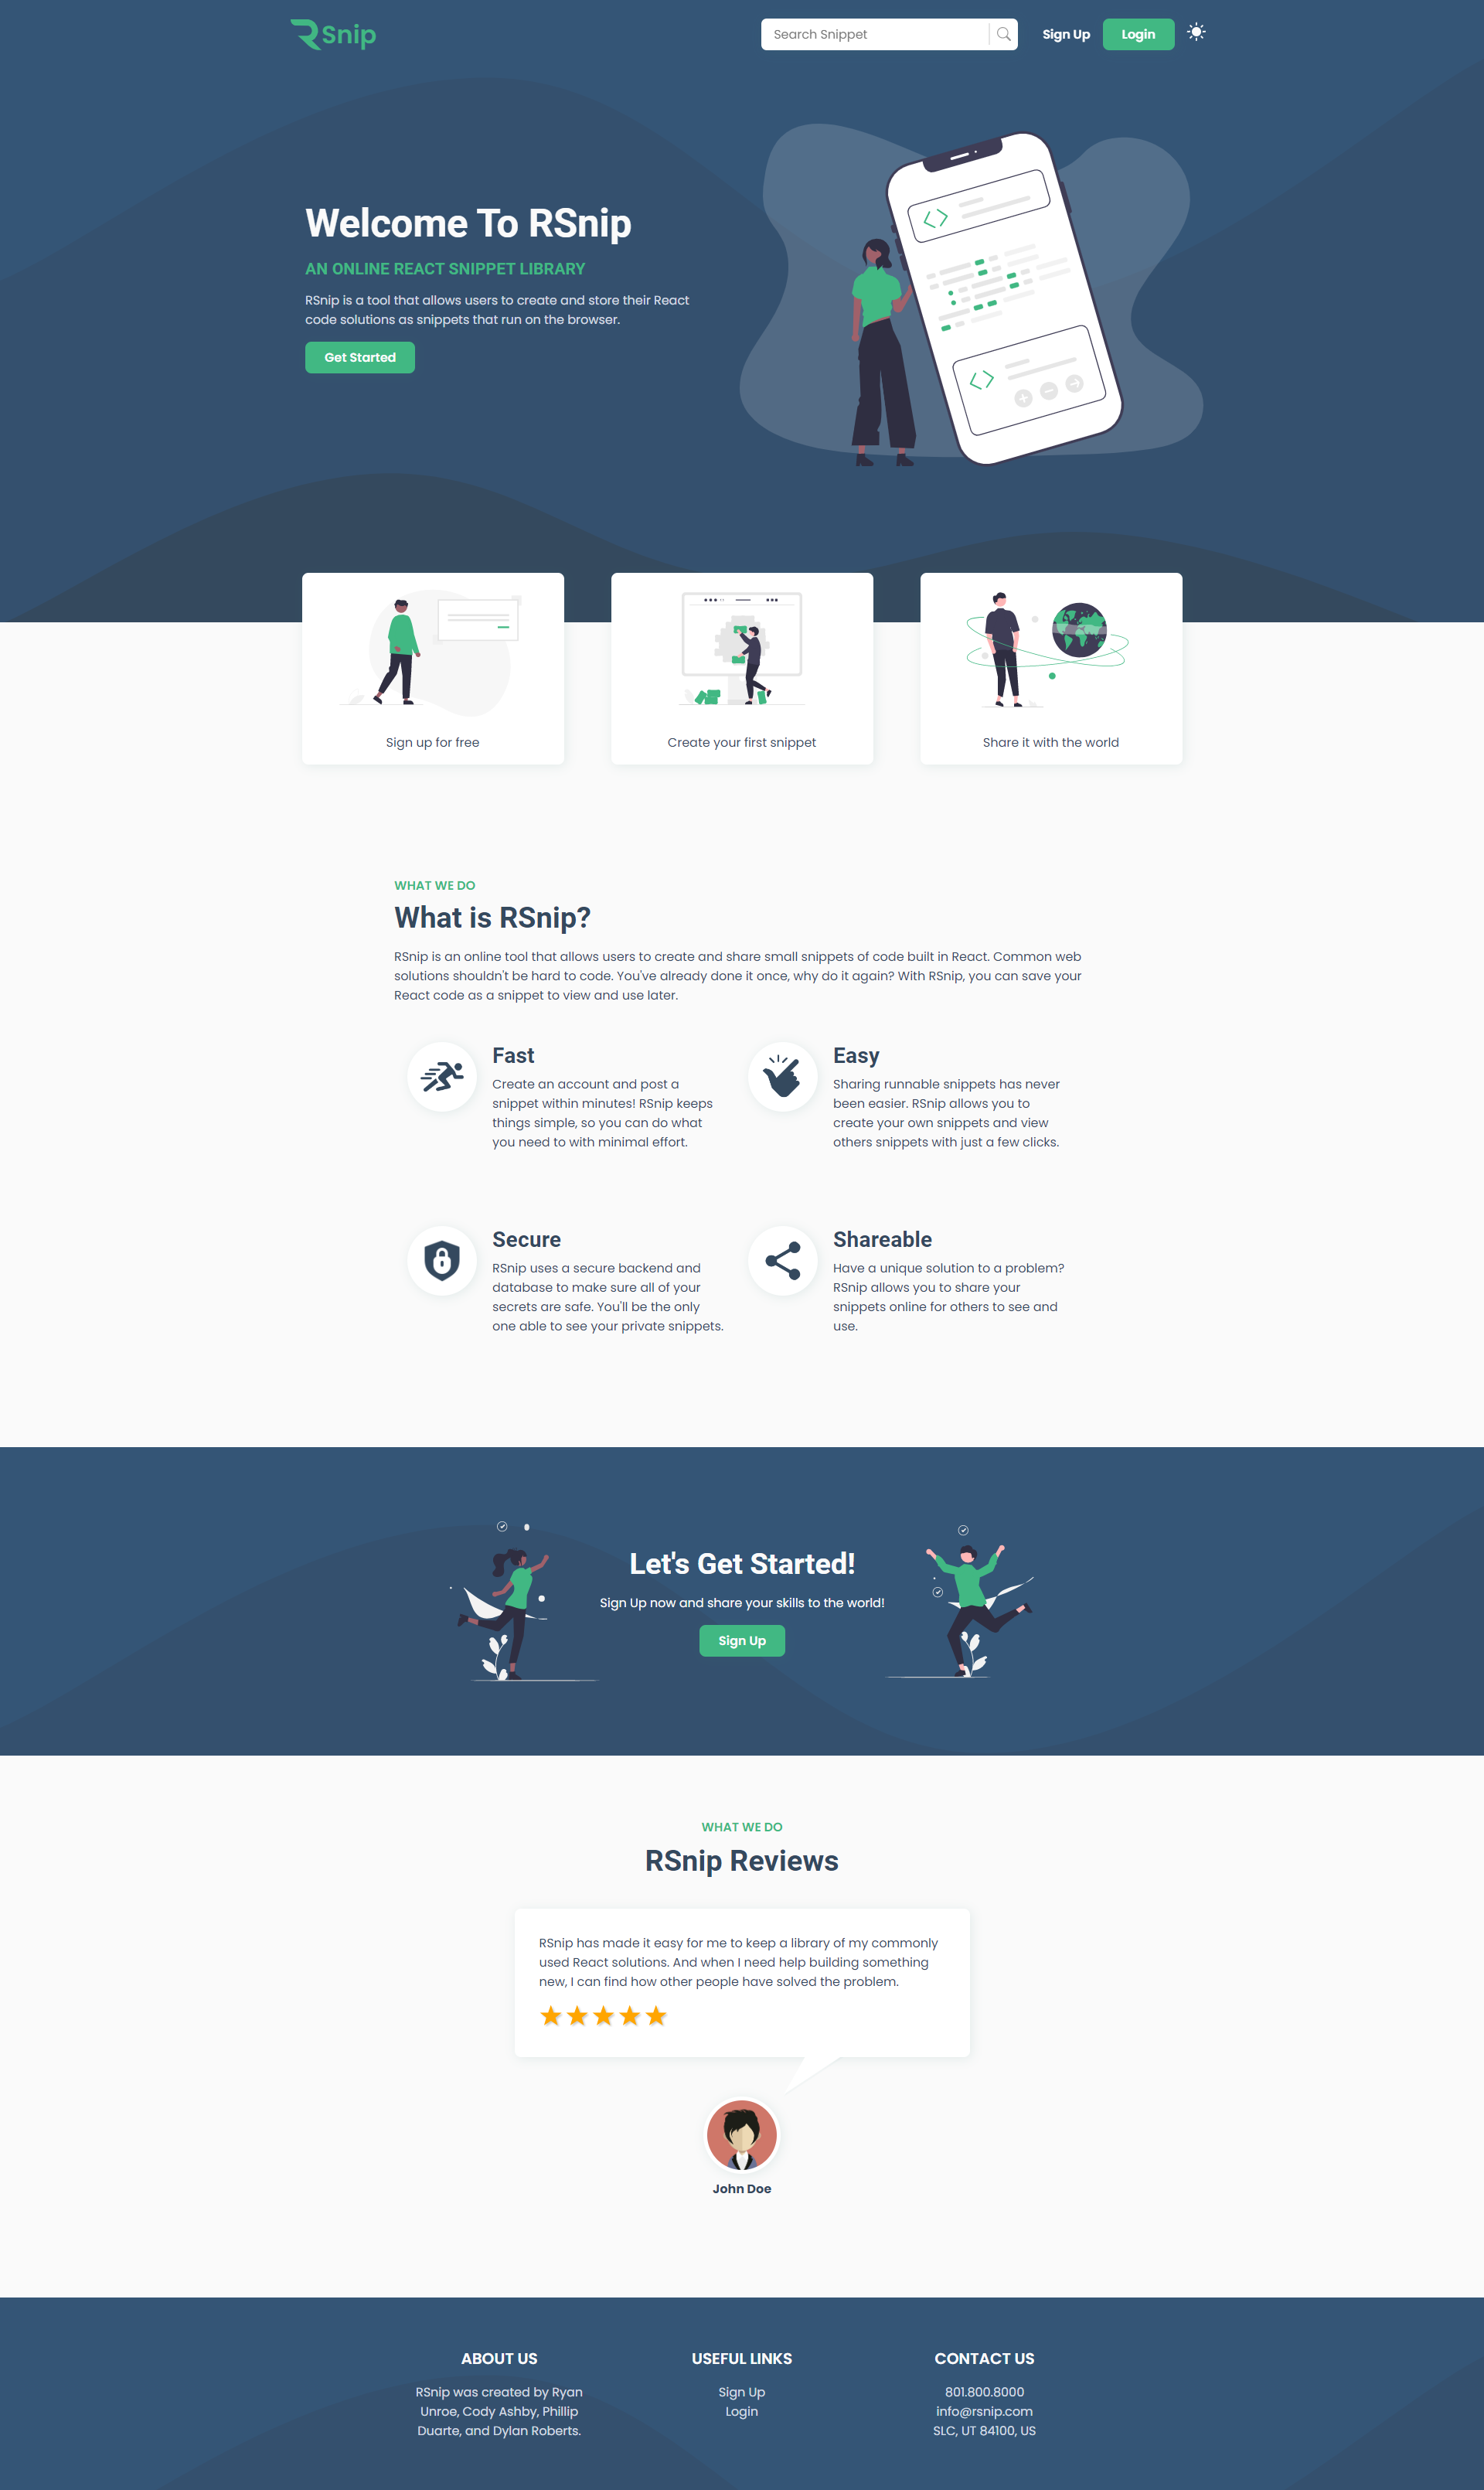 RSnip
Search Snippet
Sign Up
Login
Welcome To RSnip
AN ONLINE REACT SNIPPET LIBRARY
RSnip is a tool that allows users to create and store their React
code solutions as snippets that run on the browser.
Get Started
Sign up for free
Create your first snippet
Share it with the world
WHAT WE DO
What is RSnip?
RSnip is an online tool that allows users to create and share small snippets of code built in React. Common web
solutions shouldn't be hard to code. You've already done it once, why do it again? With RSnip, you can save your
React code as a snippet to view and use later.
Fast
Create an account and post a
snippet within minutes! RSnip keeps
things simple, so you can do what
you need to with minimal effort.
Easy
Sharing runnable snippets has never
been easier. RSnip allows you to
create your own snippets and view
others snippets with just a few clicks.
Secure
RSnip uses a secure backend and
database to make sure all of your
secrets are safe. You'll be the only
one able to see your private snippets.
Shareable
Have a unique solution to a problem?
RSnip allows you to share your
snippets online for others to see and
use.
Let's Get Started!
Sign Up now and share your skills to the world!
Sign Up
WHAT WE DO
RSnip Reviews
RSnip has made it easy for me to keep a library of my commonly
used React solutions. And when I need help building something
new, I can find how other people have solved the problem.
John Doe
ABOUT US
RSnip was created by Ryan
Unroe, Cody Ashby, Phillip
Duarte, and Dylan Roberts.
USEFUL LINKS
Sign Up
Login
CONTACT US
801.800.8000
info@rsnip.com
SLC, UT 84100, US